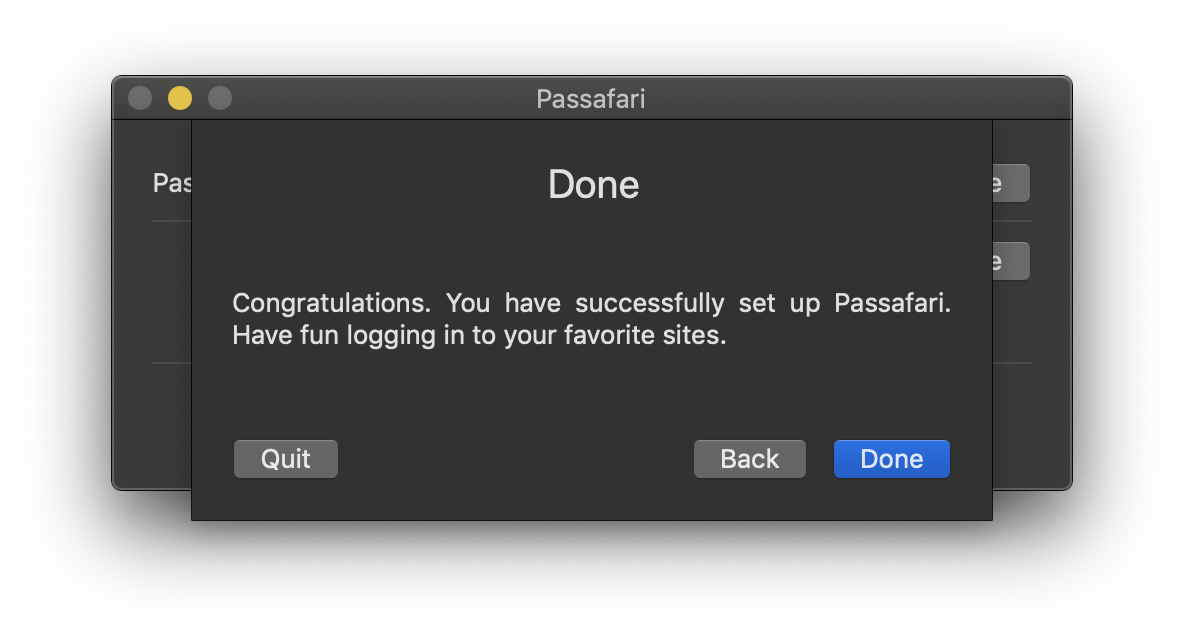 Passafari
Done
Congratulations. You have successfully set up Passafari.
Have fun logging in to your favorite sites.
Quit
Back
Done